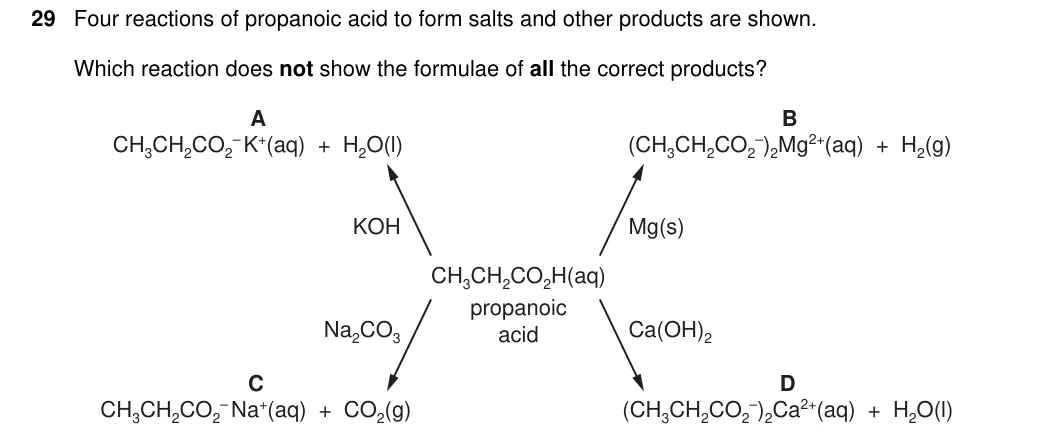 29 Four reactions of propanoic acid to form salts and other products are shown.
Which reaction does not show the formulae of all the correct products?
A
CH₃CH₂CO₂⁻K⁺(aq) + H₂O(l)
B
(CH₃CH₂CO₂⁻)₂Mg²⁺(aq) + H₂(g)
KOH
Mg(s)
CH₃CH₂CO₂H(aq)
propanoic
acid
Na₂CO₃
Ca(OH)₂
C
CH₃CH₂CO₂⁻Na⁺(aq) + CO₂(g)
D
(CH₃CH₂CO₂⁻)₂Ca²⁺(aq) + H₂O(l)